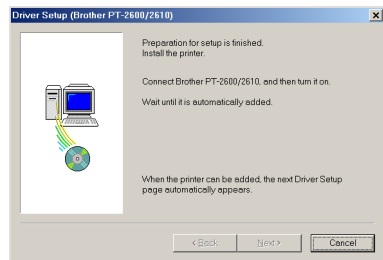 Driver Setup (Brother PT-2600/2610)
Preparation for setup is finished.
Install the printer.
Connect Brother PT-2600/2610, and then turn it on.
Wait until it is automatically added.
When the printer can be added, the next Driver Setup
page automatically appears.
< Back Next > Cancel